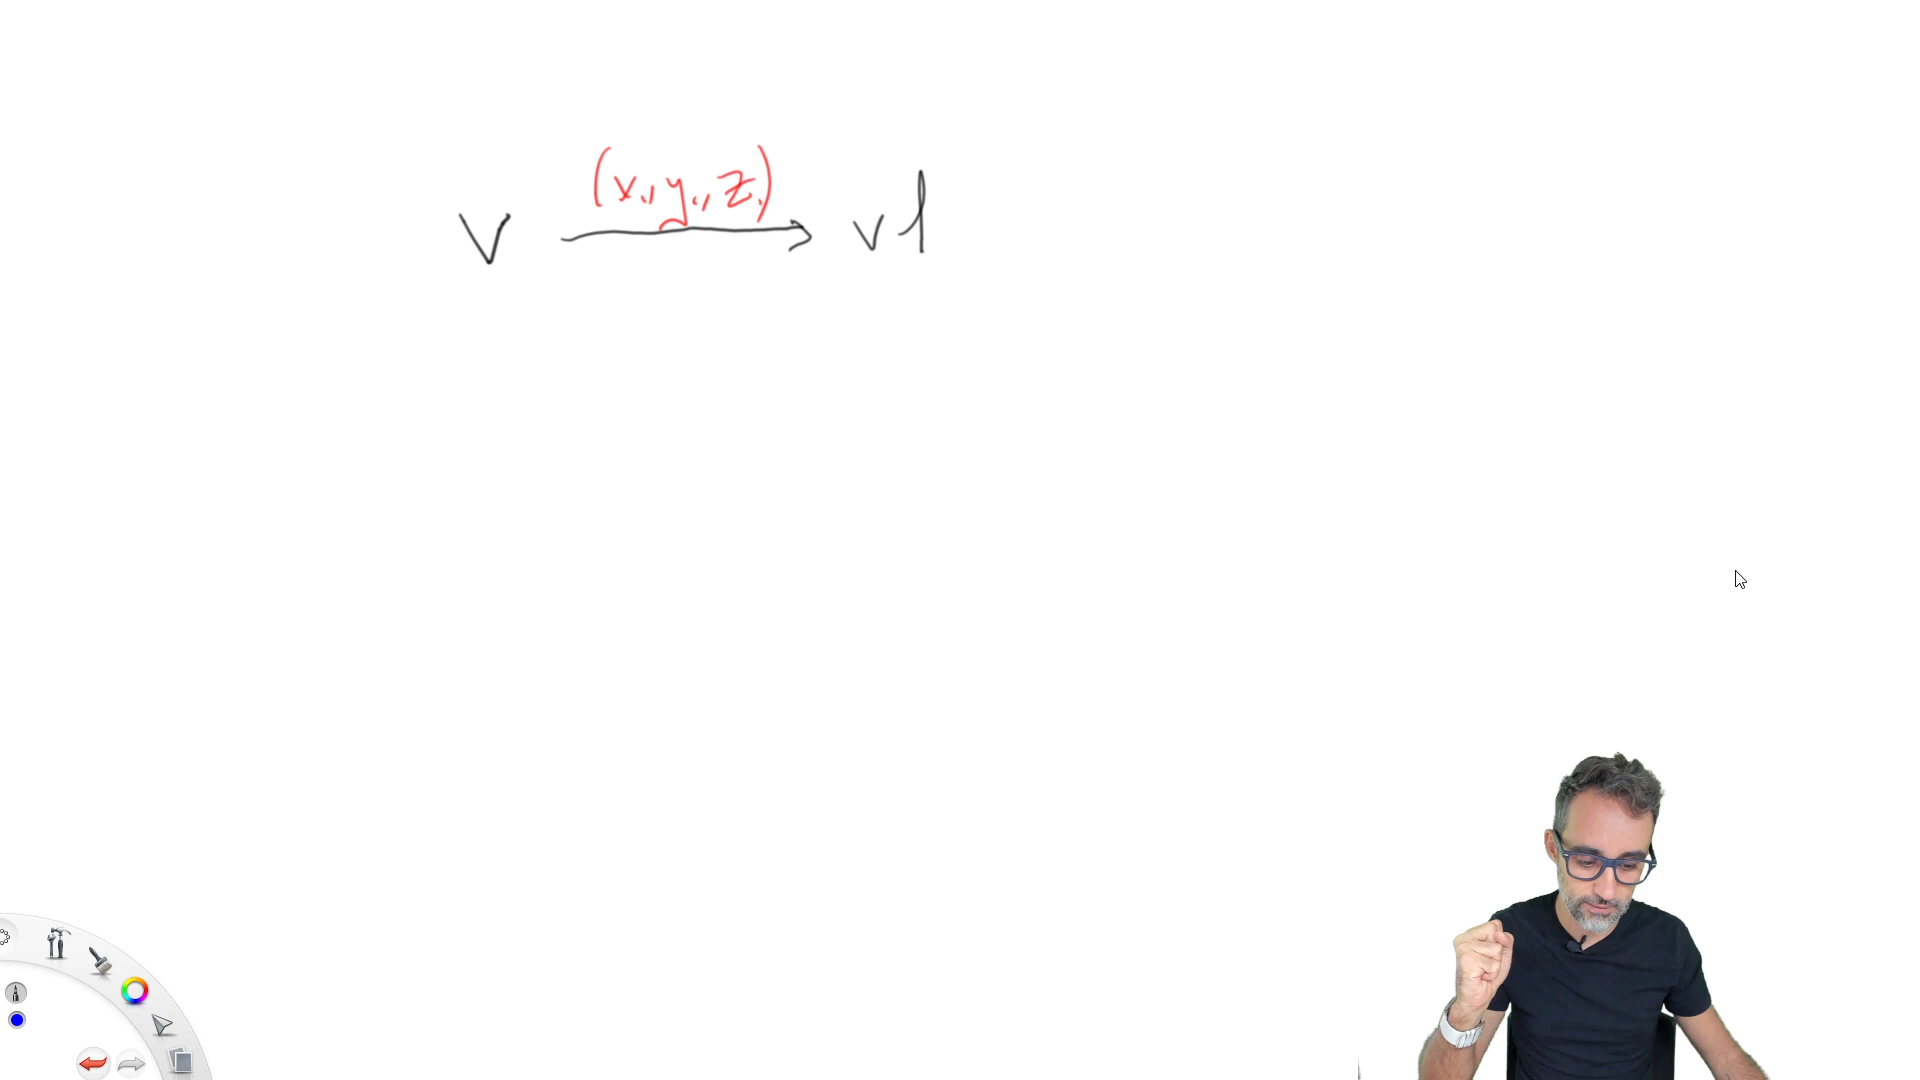 (x₁, y₁, z₁)
v → v1